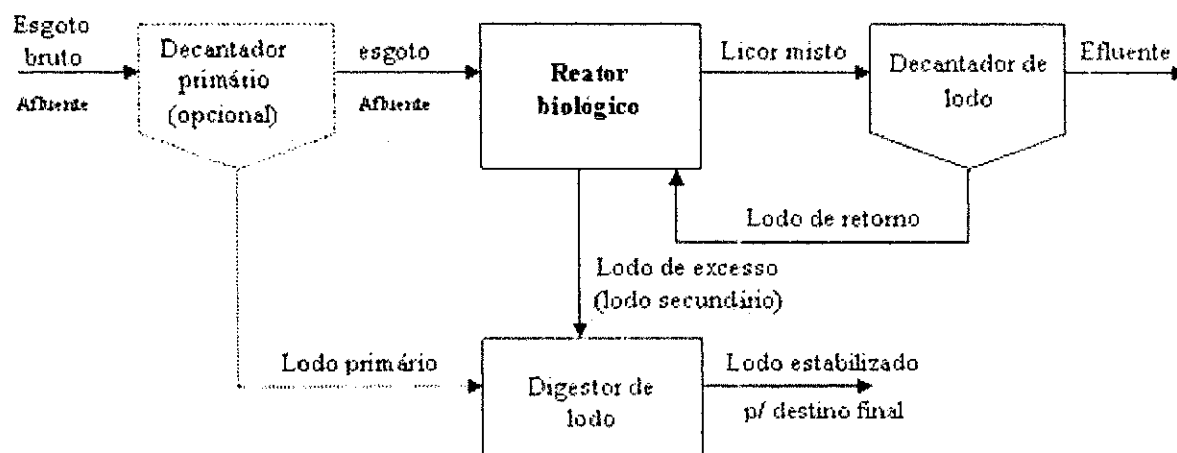 Esgoto
bruto
Afluente
Decantador
primário
(opcional)
esgoto
Afluente
Reator
biológico
Licor misto
Decantador de
lodo
Efluente
Lodo de retorno
Lodo de excesso
(lodo secundário)
Lodo primário
Digestor de
lodo
Lodo estabilizado
p/ destino final